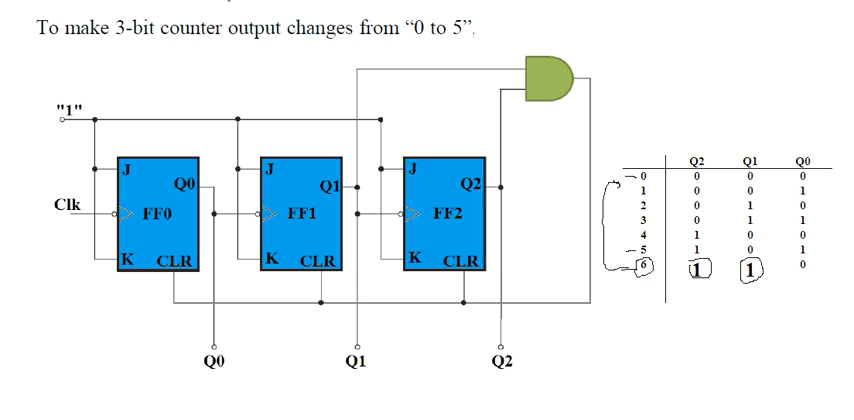 To make 3-bit counter output changes from “0 to 5”.
"1"
J J J
Q0 Q1 Q2
Clk FF0 FF1 FF2
K CLR K CLR K CLR
Q0 Q1 Q2
Q2 Q1 Q0
0 0 0 0
1 0 0 1
2 0 1 0
3 0 1 1
4 1 0 0
5 1 0 1
6 1 1 0